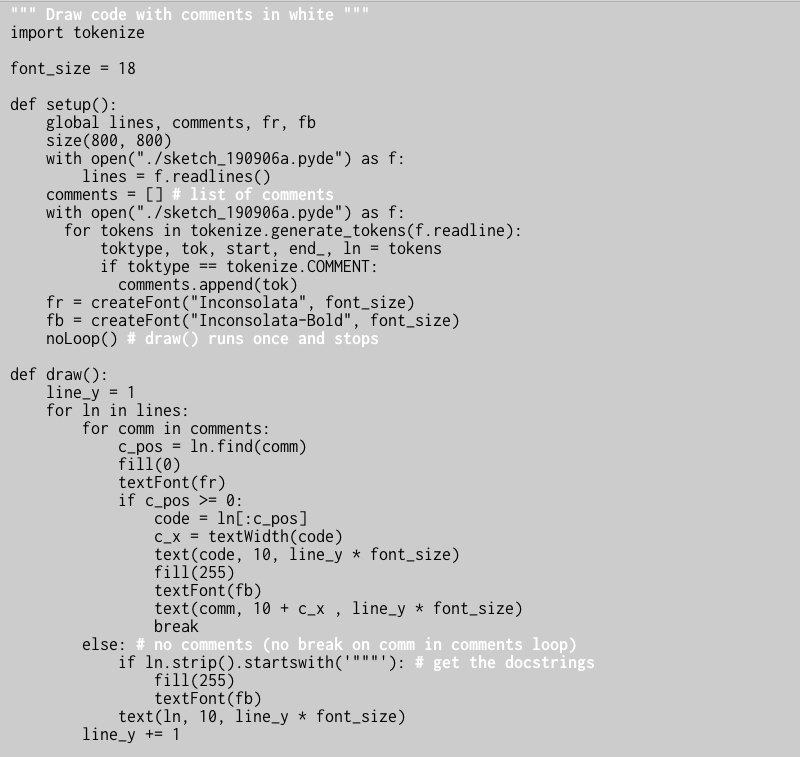 """ Draw code with comments in white """
import tokenize

font_size = 18

def setup():
    global lines, comments, fr, fb
    size(800, 800)
    with open("./sketch_190906a.pyde") as f:
        lines = f.readlines()
    comments = [] # list of comments
    with open("./sketch_190906a.pyde") as f:
      for tokens in tokenize.generate_tokens(f.readline):
          toktype, tok, start, end_, ln = tokens
          if toktype == tokenize.COMMENT:
            comments.append(tok)
    fr = createFont("Inconsolata", font_size)
    fb = createFont("Inconsolata-Bold", font_size)
    noLoop() # draw() runs once and stops

def draw():
    line_y = 1
    for ln in lines:
        for comm in comments:
            c_pos = ln.find(comm)
            fill(0)
            textFont(fr)
            if c_pos >= 0:
                code = ln[:c_pos]
                c_x = textWidth(code)
                text(code, 10, line_y * font_size)
                fill(255)
                textFont(fb)
                text(comm, 10 + c_x , line_y * font_size)
                break
        else: # no comments (no break on comm in comments loop)
            if ln.strip().startswith('"""'): # get the docstrings
                fill(255)
                textFont(fb)
            text(ln, 10, line_y * font_size)
        line_y += 1